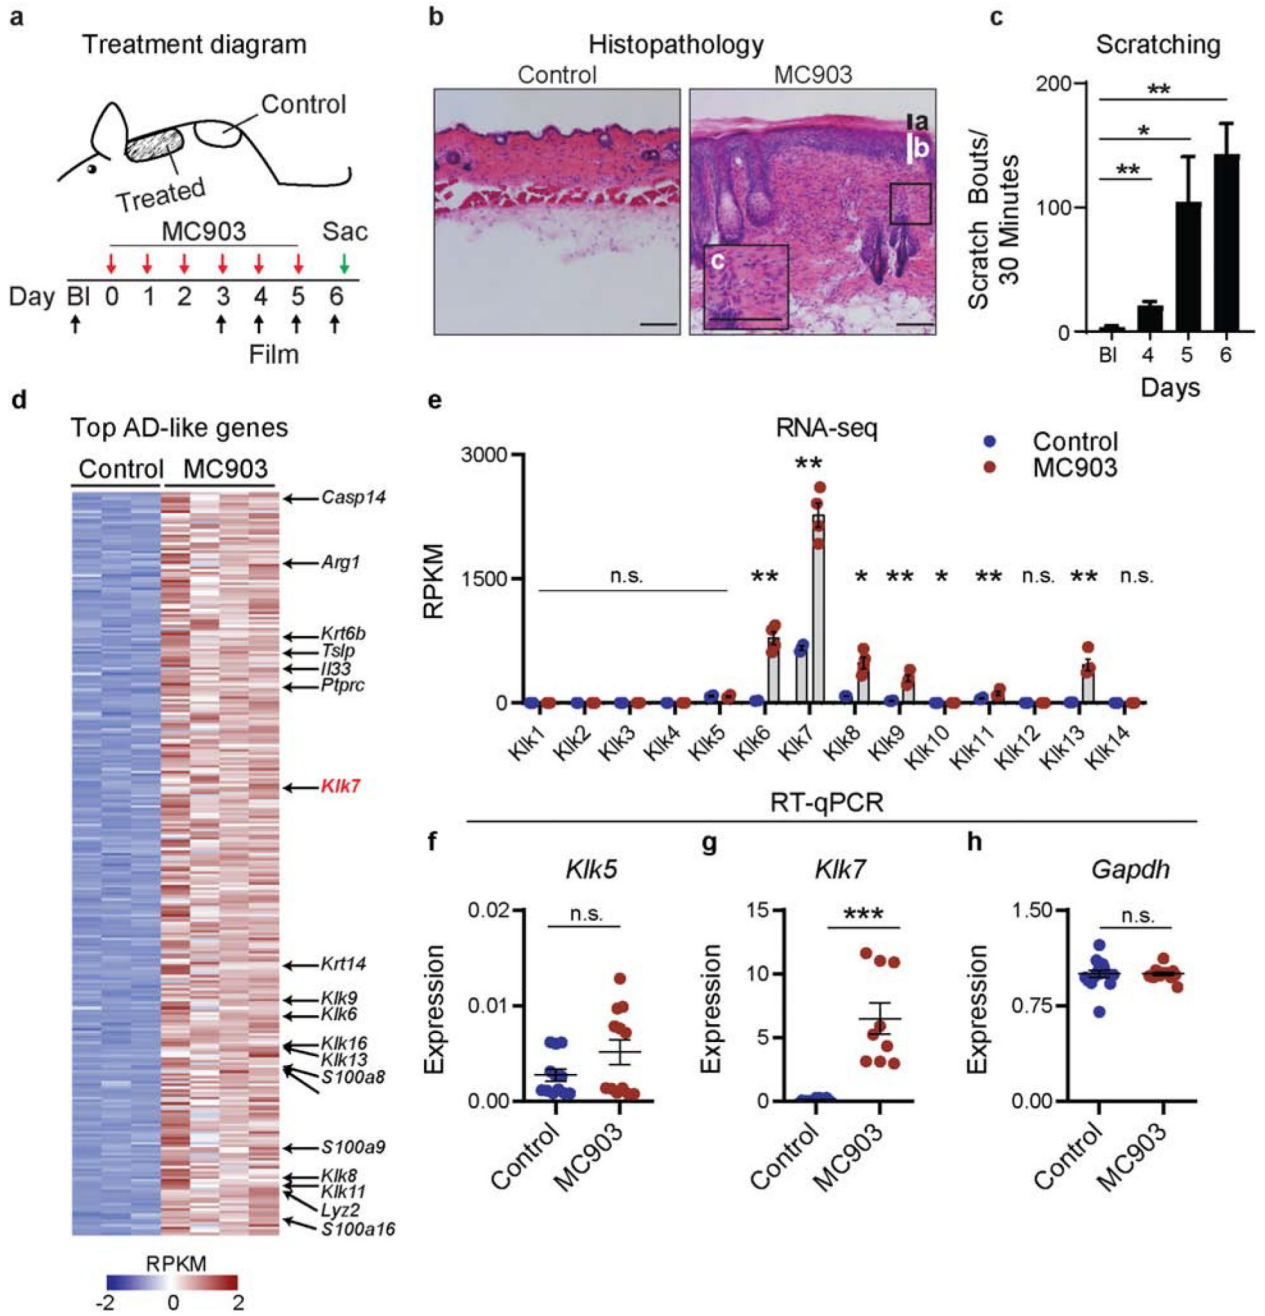 a
Treatment diagram
Control
Treated
MC903
Sac
Day BI 0 1 2 3 4 5 6
Film
b
Histopathology
Control
MC903
a
b
c
c
Scratching
Scratch Bouts/
30 Minutes
200
100
0
**
*
**
BI 4 5 6
Days
d
Top AD-like genes
Control MC903
Casp14
Arg1
Krt6b
Tslp
Il33
Ptprc
Klk7
Krt14
Klk9
Klk6
Klk16
Klk13
S100a8
S100a9
Klk8
Klk11
Lyz2
S100a16
RPKM
-2 0 2
e
RNA-seq
Control
MC903
RPKM
3000
1500
0
n.s. ** ** * ** * ** n.s. ** n.s.
Klk1 Klk2 Klk3 Klk4 Klk5 Klk6 Klk7 Klk8 Klk9 Klk10 Klk11 Klk12 Klk13 Klk14
RT-qPCR
f
Klk5
Expression
0.02
0.01
0.00
n.s.
Control MC903
g
Klk7
Expression
15
10
5
0
***
Control MC903
h
Gapdh
Expression
1.50
0.75
0.00
n.s.
Control MC903